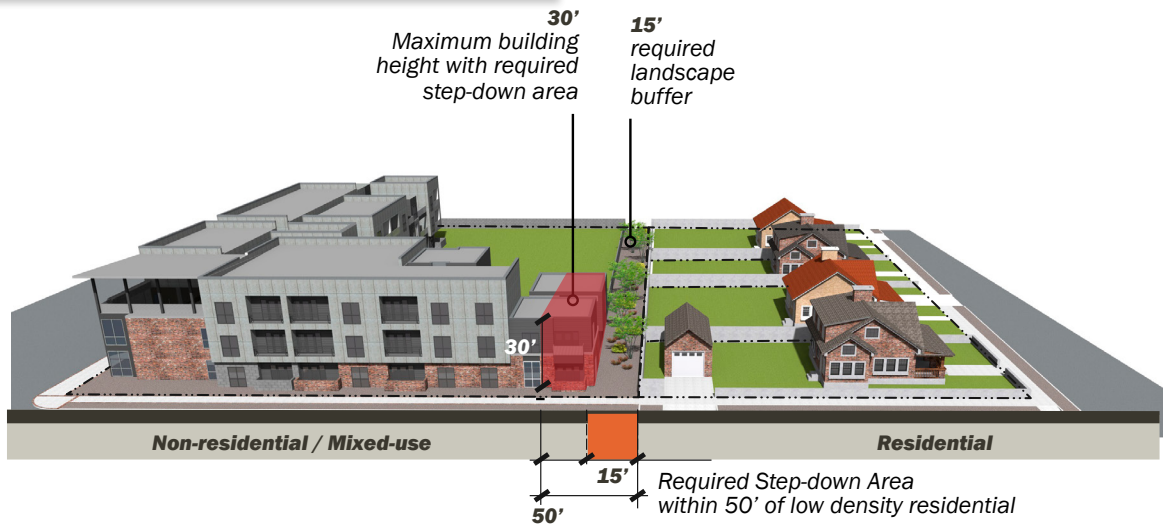 30’
Maximum building
height with required
step-down area
15’
required
landscape
buffer
30’
Non-residential / Mixed-use
Residential
15’
50’
Required Step-down Area
within 50’ of low density residential